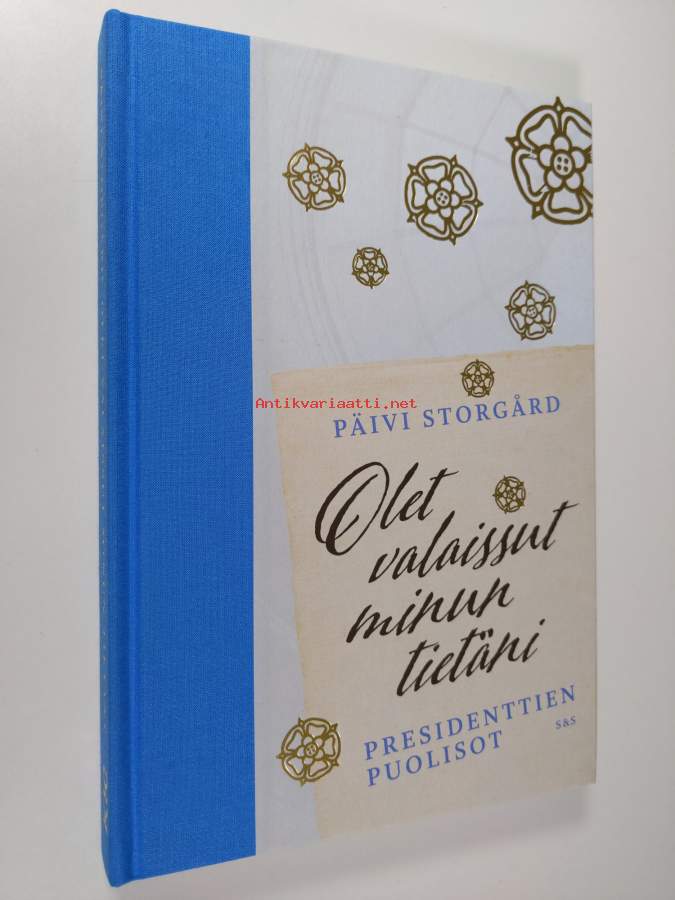 Antikvariaatti.net
PÄIVI STORGÅRD
Olet
valaissut
minun
tietäni
PRESIDENTTIEN
PUOLISOT
S&S